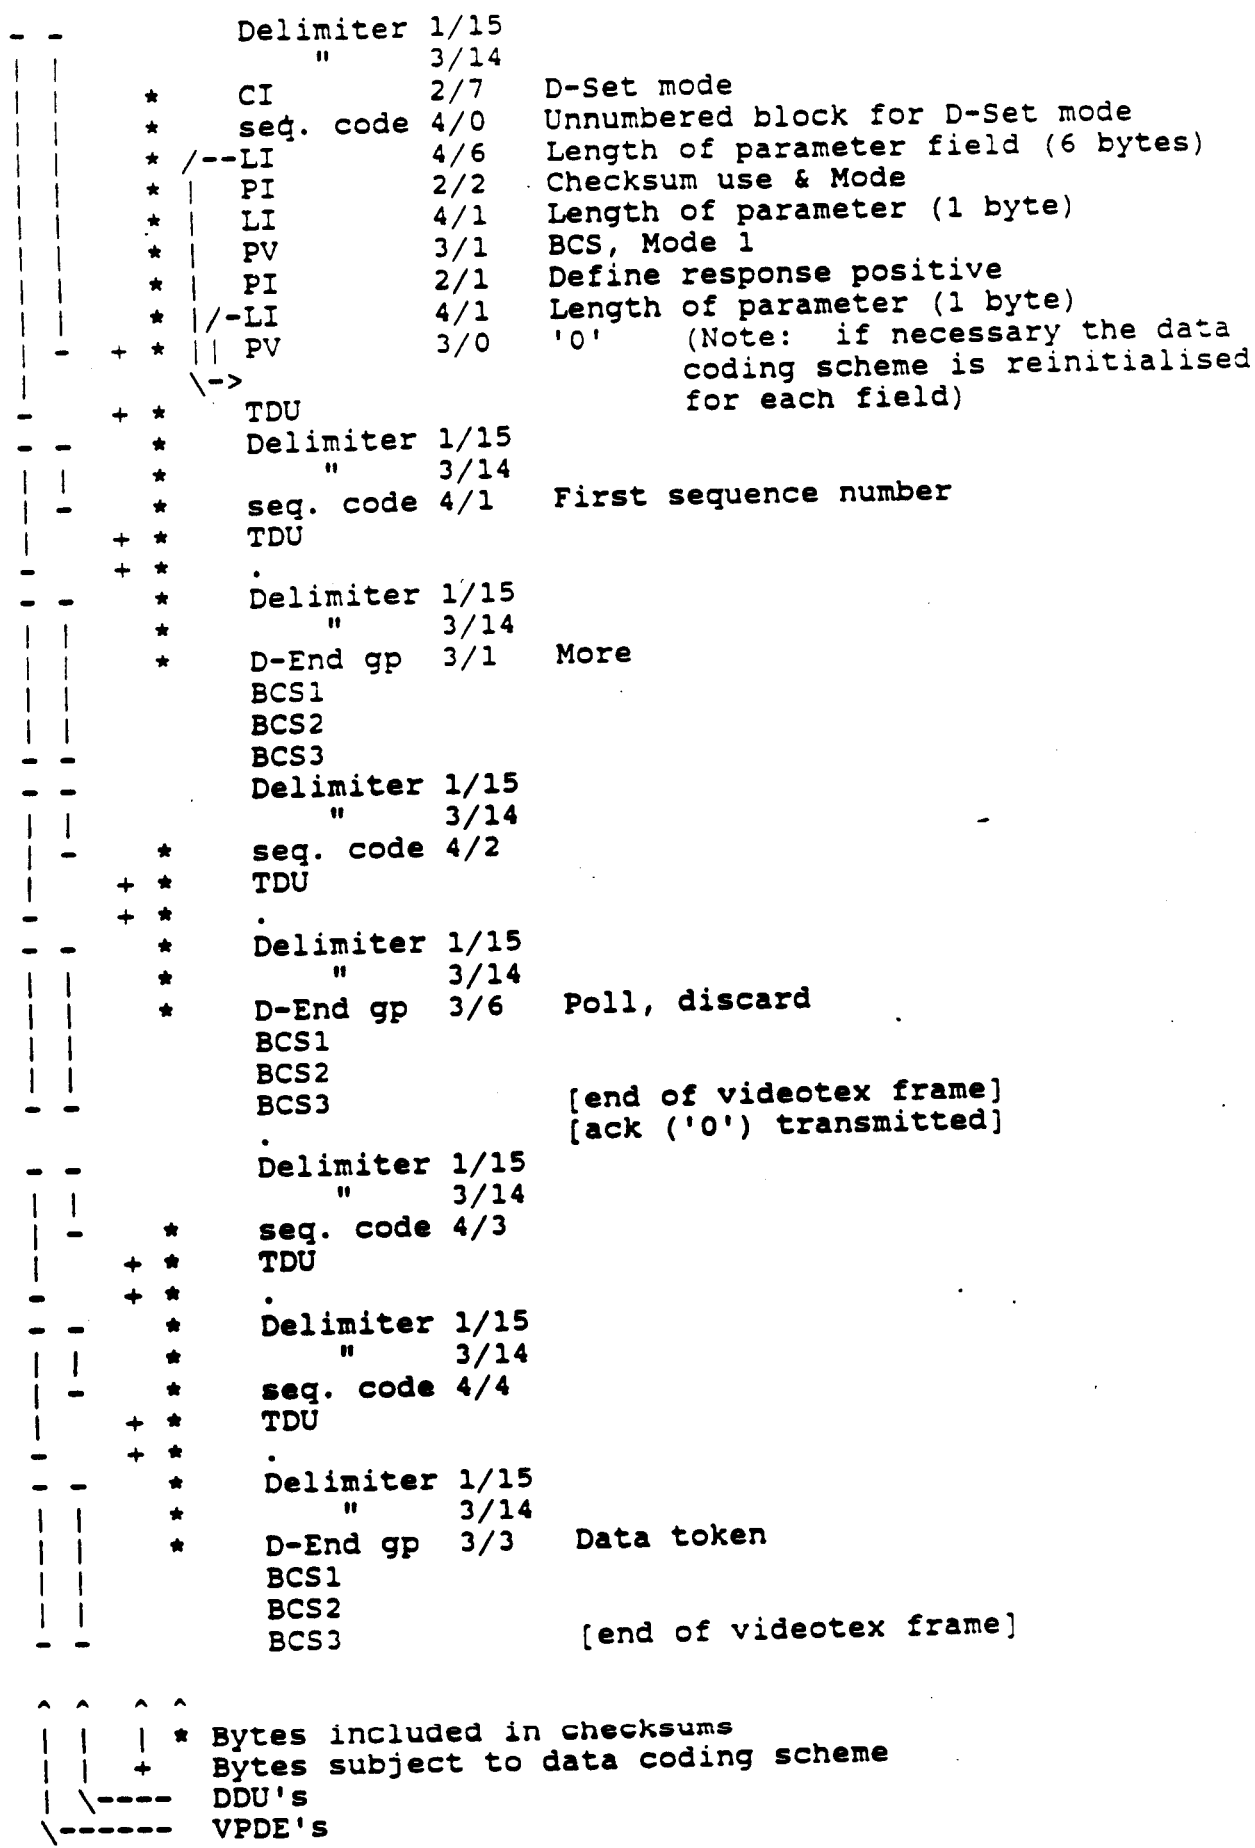 - - Delimiter 1/15
| | " 3/14
| | * CI 2/7 D-Set mode
| | * seq. code 4/0 Unnumbered block for D-Set mode
| | * /--LI 4/6 Length of parameter field (6 bytes)
| | * | PI 2/2 Checksum use & Mode
| | * | LI 4/1 Length of parameter (1 byte)
| | * | PV 3/1 BCS, Mode 1
| | * | PI 2/1 Define response positive
| | * |/-LI 4/1 Length of parameter (1 byte)
| - + * || PV 3/0 '0' (Note: if necessary the data
| \-> coding scheme is reinitialised
- + * TDU for each field)
- - * Delimiter 1/15
| | * " 3/14
| - * seq. code 4/1 First sequence number
| + * TDU
- + * .
- - * Delimiter 1/15
| | * " 3/14
| | * D-End gp 3/1 More
| | BCS1
| | BCS2
- - BCS3
- - Delimiter 1/15
| | " 3/14
| - * seq. code 4/2
| + * TDU
- + * .
- - * Delimiter 1/15
| | * " 3/14
| | * D-End gp 3/6 Poll, discard
| | BCS1
| | BCS2
- - BCS3 [end of videotex frame]
. [ack ('0') transmitted]
- - Delimiter 1/15
| | " 3/14
| - * seq. code 4/3
| + * TDU
- + * .
- - * Delimiter 1/15
| | * " 3/14
| - * seq. code 4/4
| + * TDU
- + * .
- - * Delimiter 1/15
| | * " 3/14
| | * D-End gp 3/3 Data token
| | BCS1
| | BCS2
- - BCS3 [end of videotex frame]
^ ^ ^ ^
| | | * Bytes included in checksums
| | + Bytes subject to data coding scheme
| \---- DDU's
\------ VPDE's